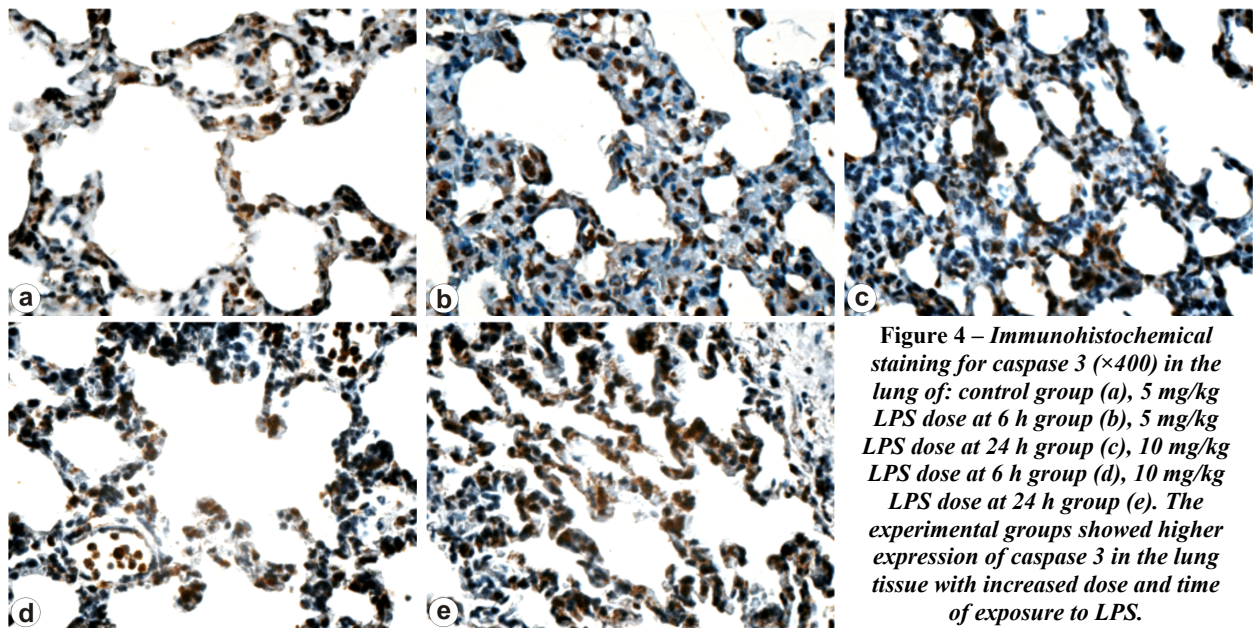 a
b
c
d
e
Figure 4 – Immunohistochemical
staining for caspase 3 (×400) in the
lung of: control group (a), 5 mg/kg
LPS dose at 6 h group (b), 5 mg/kg
LPS dose at 24 h group (c), 10 mg/kg
LPS dose at 6 h group (d), 10 mg/kg
LPS dose at 24 h group (e). The
experimental groups showed higher
expression of caspase 3 in the lung
tissue with increased dose and time
of exposure to LPS.